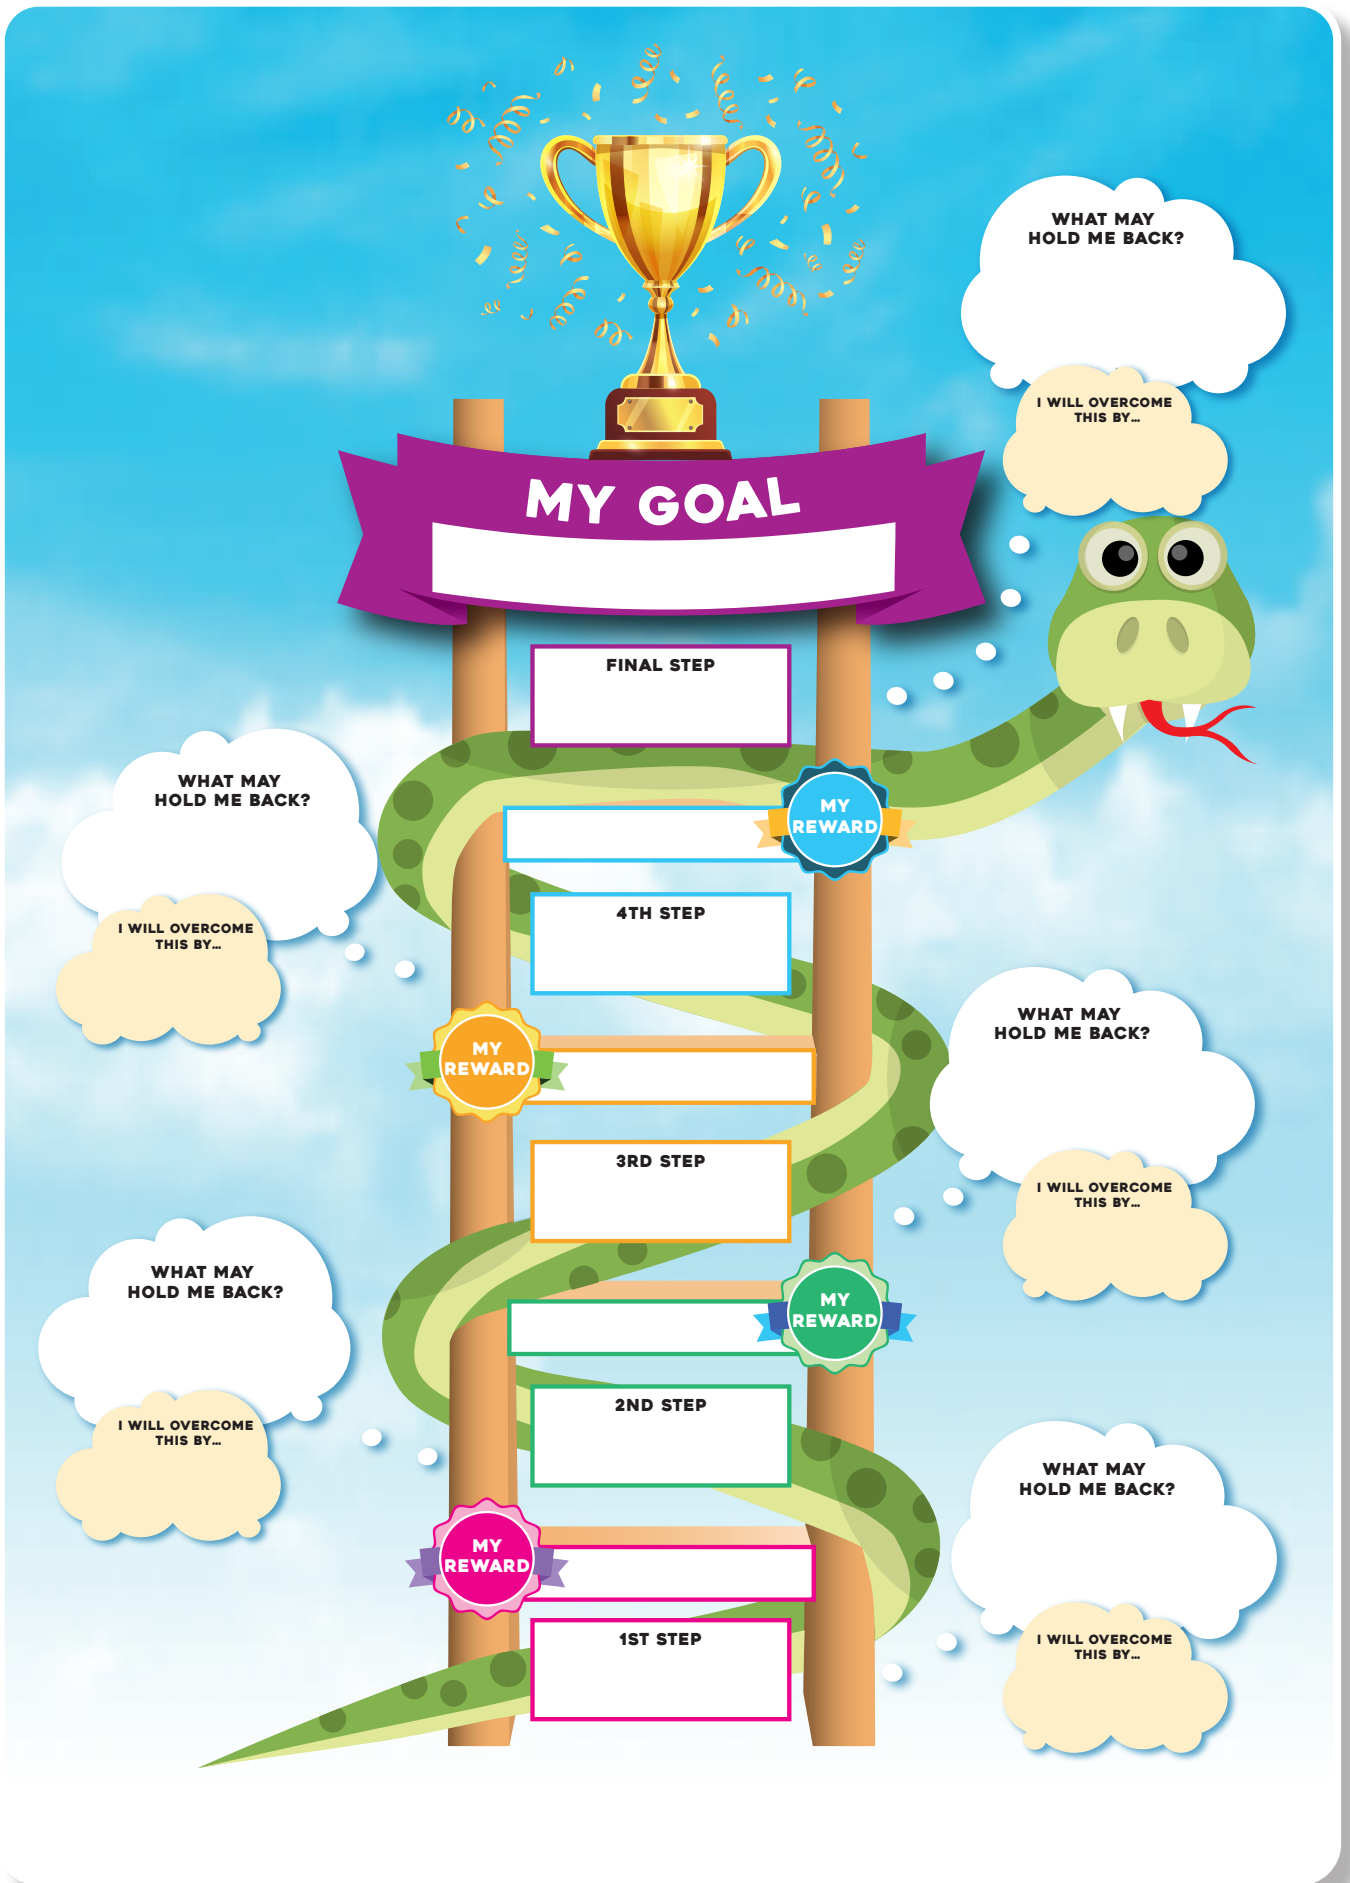 WHAT MAY
HOLD ME BACK?
I WILL OVERCOME
THIS BY...
MY GOAL
FINAL STEP
WHAT MAY
HOLD ME BACK?
I WILL OVERCOME
THIS BY...
MY
REWARD
4TH STEP
WHAT MAY
HOLD ME BACK?
I WILL OVERCOME
THIS BY...
MY
REWARD
3RD STEP
WHAT MAY
HOLD ME BACK?
I WILL OVERCOME
THIS BY...
MY
REWARD
2ND STEP
WHAT MAY
HOLD ME BACK?
I WILL OVERCOME
THIS BY...
MY
REWARD
1ST STEP